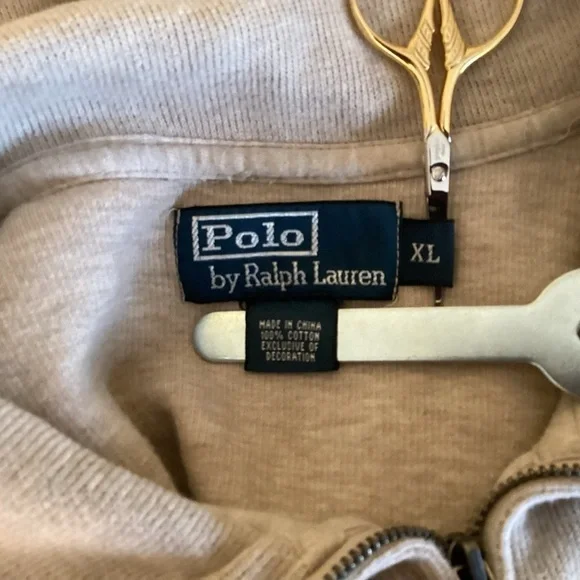 Polo
by Ralph Lauren
XL
MADE IN CHINA
100% COTTON
EXCLUSIVE OF
DECORATION